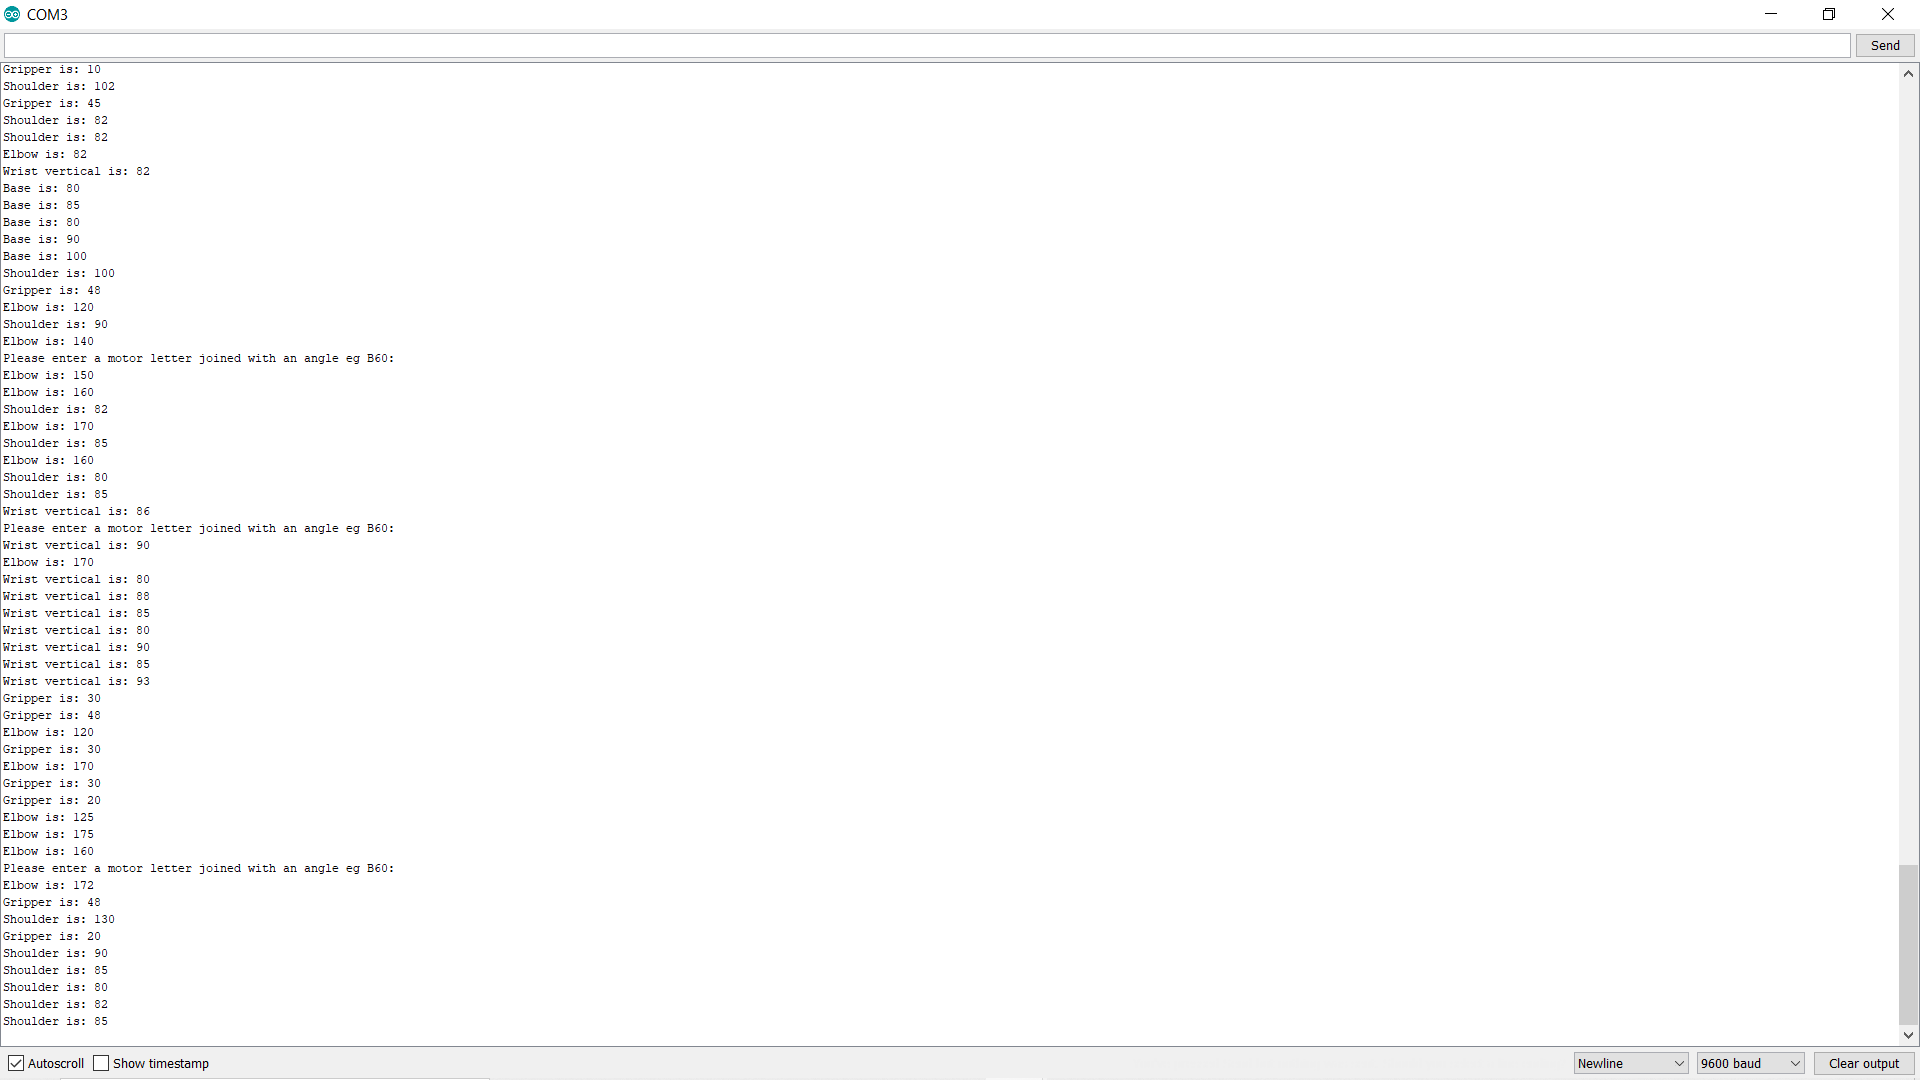 COM3
Send
Gripper is: 10
Shoulder is: 102
Gripper is: 45
Shoulder is: 82
Shoulder is: 82
Elbow is: 82
Wrist vertical is: 82
Base is: 80
Base is: 85
Base is: 80
Base is: 90
Base is: 100
Shoulder is: 100
Gripper is: 48
Elbow is: 120
Shoulder is: 90
Elbow is: 140
Please enter a motor letter joined with an angle eg B60:
Elbow is: 150
Elbow is: 160
Shoulder is: 82
Elbow is: 170
Shoulder is: 85
Elbow is: 160
Shoulder is: 80
Shoulder is: 85
Wrist vertical is: 86
Please enter a motor letter joined with an angle eg B60:
Wrist vertical is: 90
Elbow is: 170
Wrist vertical is: 80
Wrist vertical is: 88
Wrist vertical is: 85
Wrist vertical is: 80
Wrist vertical is: 90
Wrist vertical is: 85
Wrist vertical is: 93
Gripper is: 30
Gripper is: 48
Elbow is: 120
Gripper is: 30
Elbow is: 170
Gripper is: 30
Gripper is: 20
Elbow is: 125
Elbow is: 175
Elbow is: 160
Please enter a motor letter joined with an angle eg B60:
Elbow is: 172
Gripper is: 48
Shoulder is: 130
Gripper is: 20
Shoulder is: 90
Shoulder is: 85
Shoulder is: 80
Shoulder is: 82
Shoulder is: 85
Autoscroll Show timestamp Newline 9600 baud Clear output